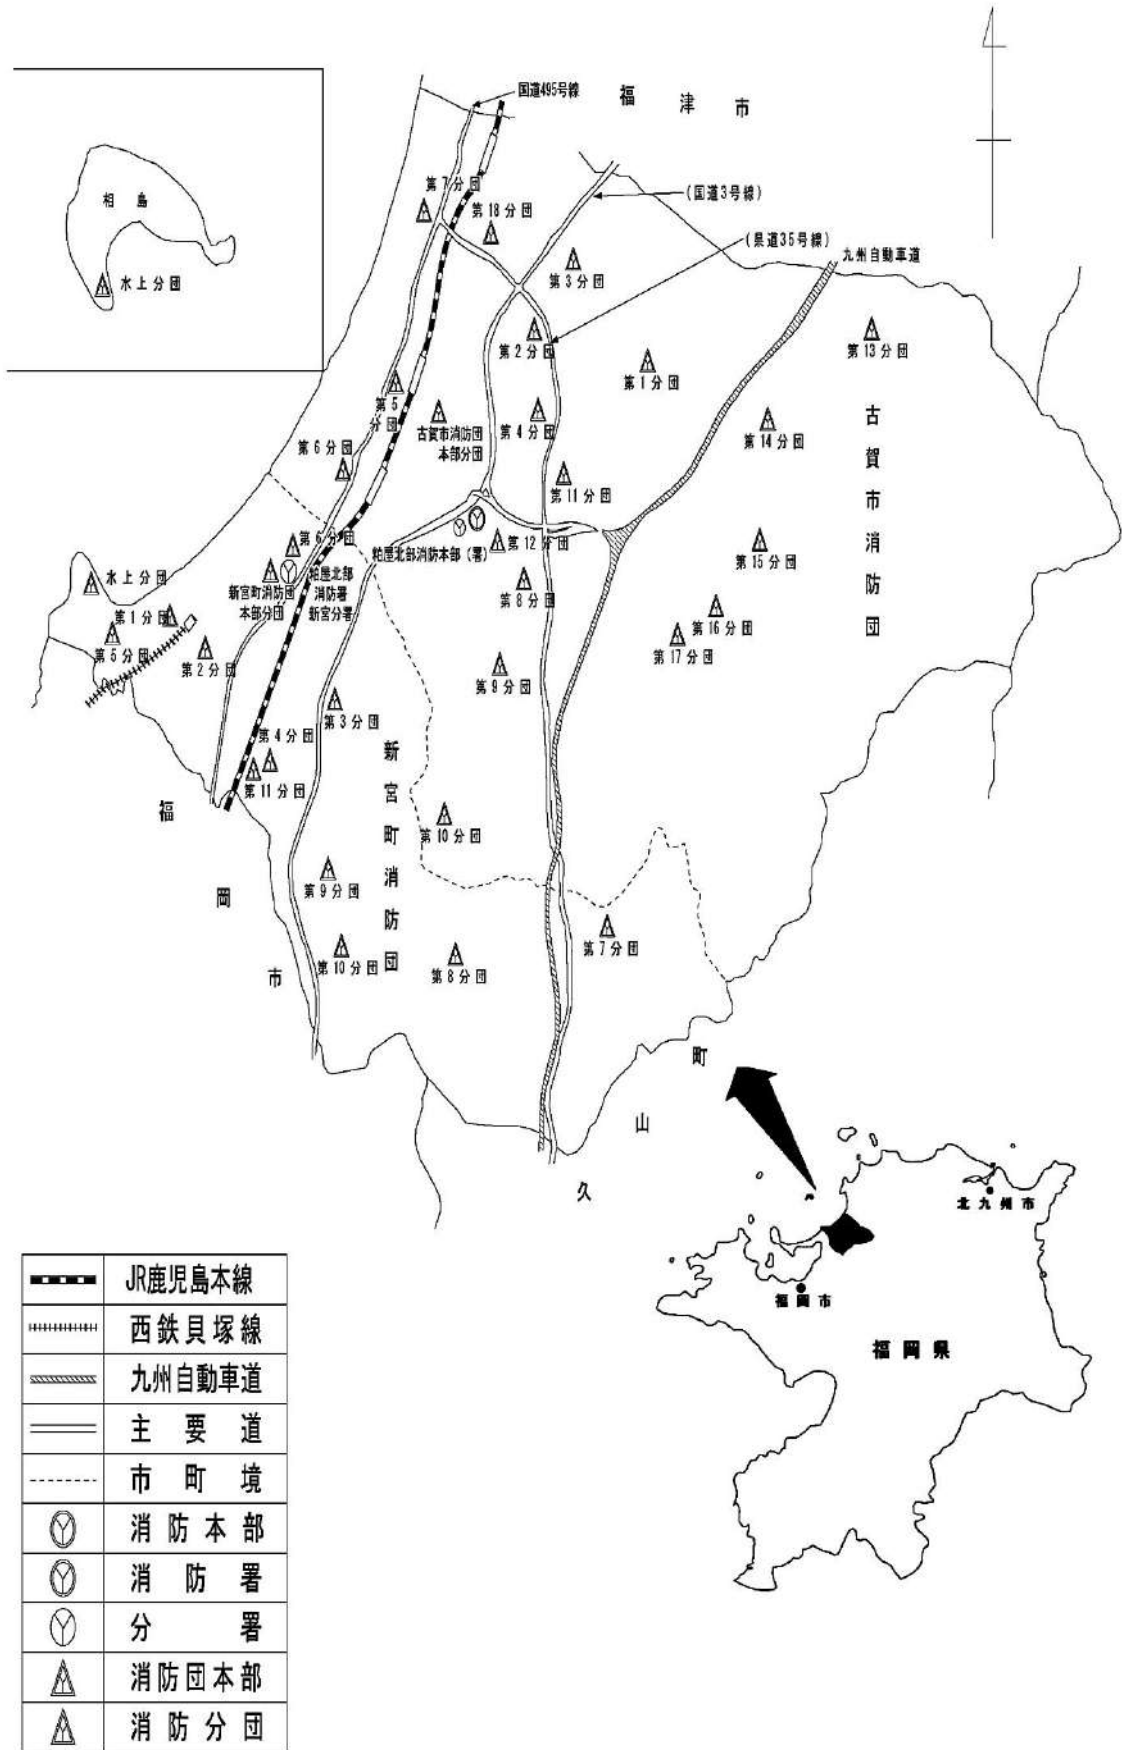 国道495号線
福津市
(国道3号線)
(県道35号線)
九州自動車道
相島
水上分団
第7分団
第18分団
第3分団
第2分団
第1分団
第13分団
第5
分団
古賀市消防団
本部分団
第4分団
第14分団
古賀市消防団
第6分団
第11分団
第6分団
粕屋北部消防本部(署)
第12分団
第15分団
水上分団
新宮町消防団
本部分団
粕屋北部
消防署
新宮分署
第8分団
第1分団
第5分団
第2分団
第16分団
第17分団
第9分団
第3分団
第4分団
第11分団
新宮町消防団
第10分団
福岡市
第9分団
第10分団
第8分団
第7分団
町
山
久
北九州市
福岡市
福岡県
JR鹿児島本線
西鉄貝塚線
九州自動車道
主要道
市町境
消防本部
消防署
分署
消防団本部
消防分団